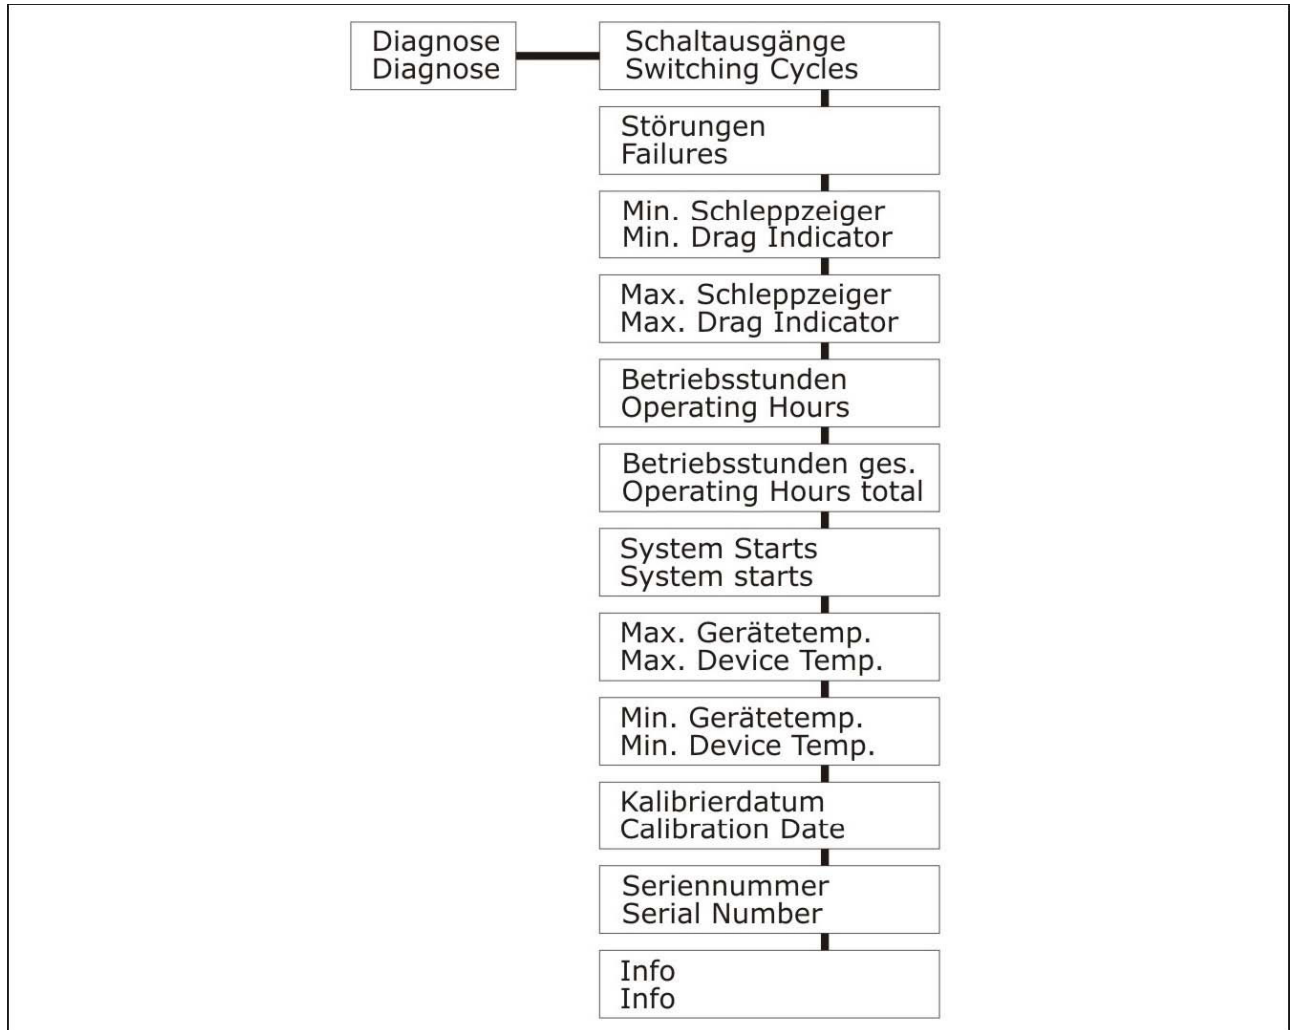 Diagnose
Diagnose
Schaltausgänge
Switching Cycles
Störungen
Failures
Min. Schleppzeiger
Min. Drag Indicator
Max. Schleppzeiger
Max. Drag Indicator
Betriebsstunden
Operating Hours
Betriebsstunden ges.
Operating Hours total
System Starts
System starts
Max. Gerätetemp.
Max. Device Temp.
Min. Gerätetemp.
Min. Device Temp.
Kalibrierdatum
Calibration Date
Seriennummer
Serial Number
Info
Info